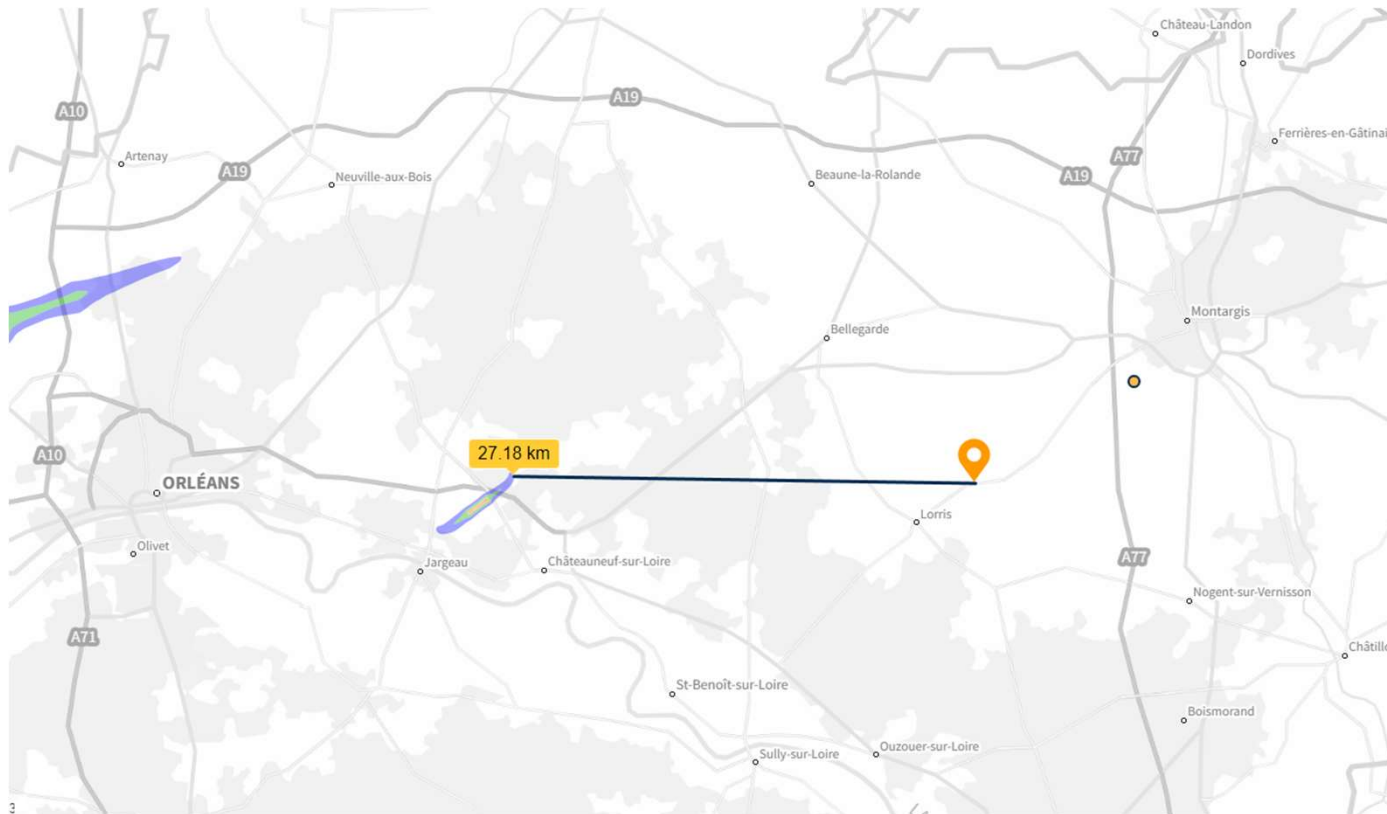 Château-Landon
Dordives
A10
A19
Ferrières-en-Gâtinai
Artenay
A77
A19
Neuville-aux-Bois
Beaune-la-Rolande
A19
Montargis
Bellegarde
27.18 km
A10
ORLÉANS
Lorris
Olivet
Jargeau
Châteauneuf-sur-Loire
A77
Nogent-sur-Vernisson
A71
Châtillo
St-Benoît-sur-Loire
Boismorand
Sully-sur-Loire
Ouzouer-sur-Loire
3